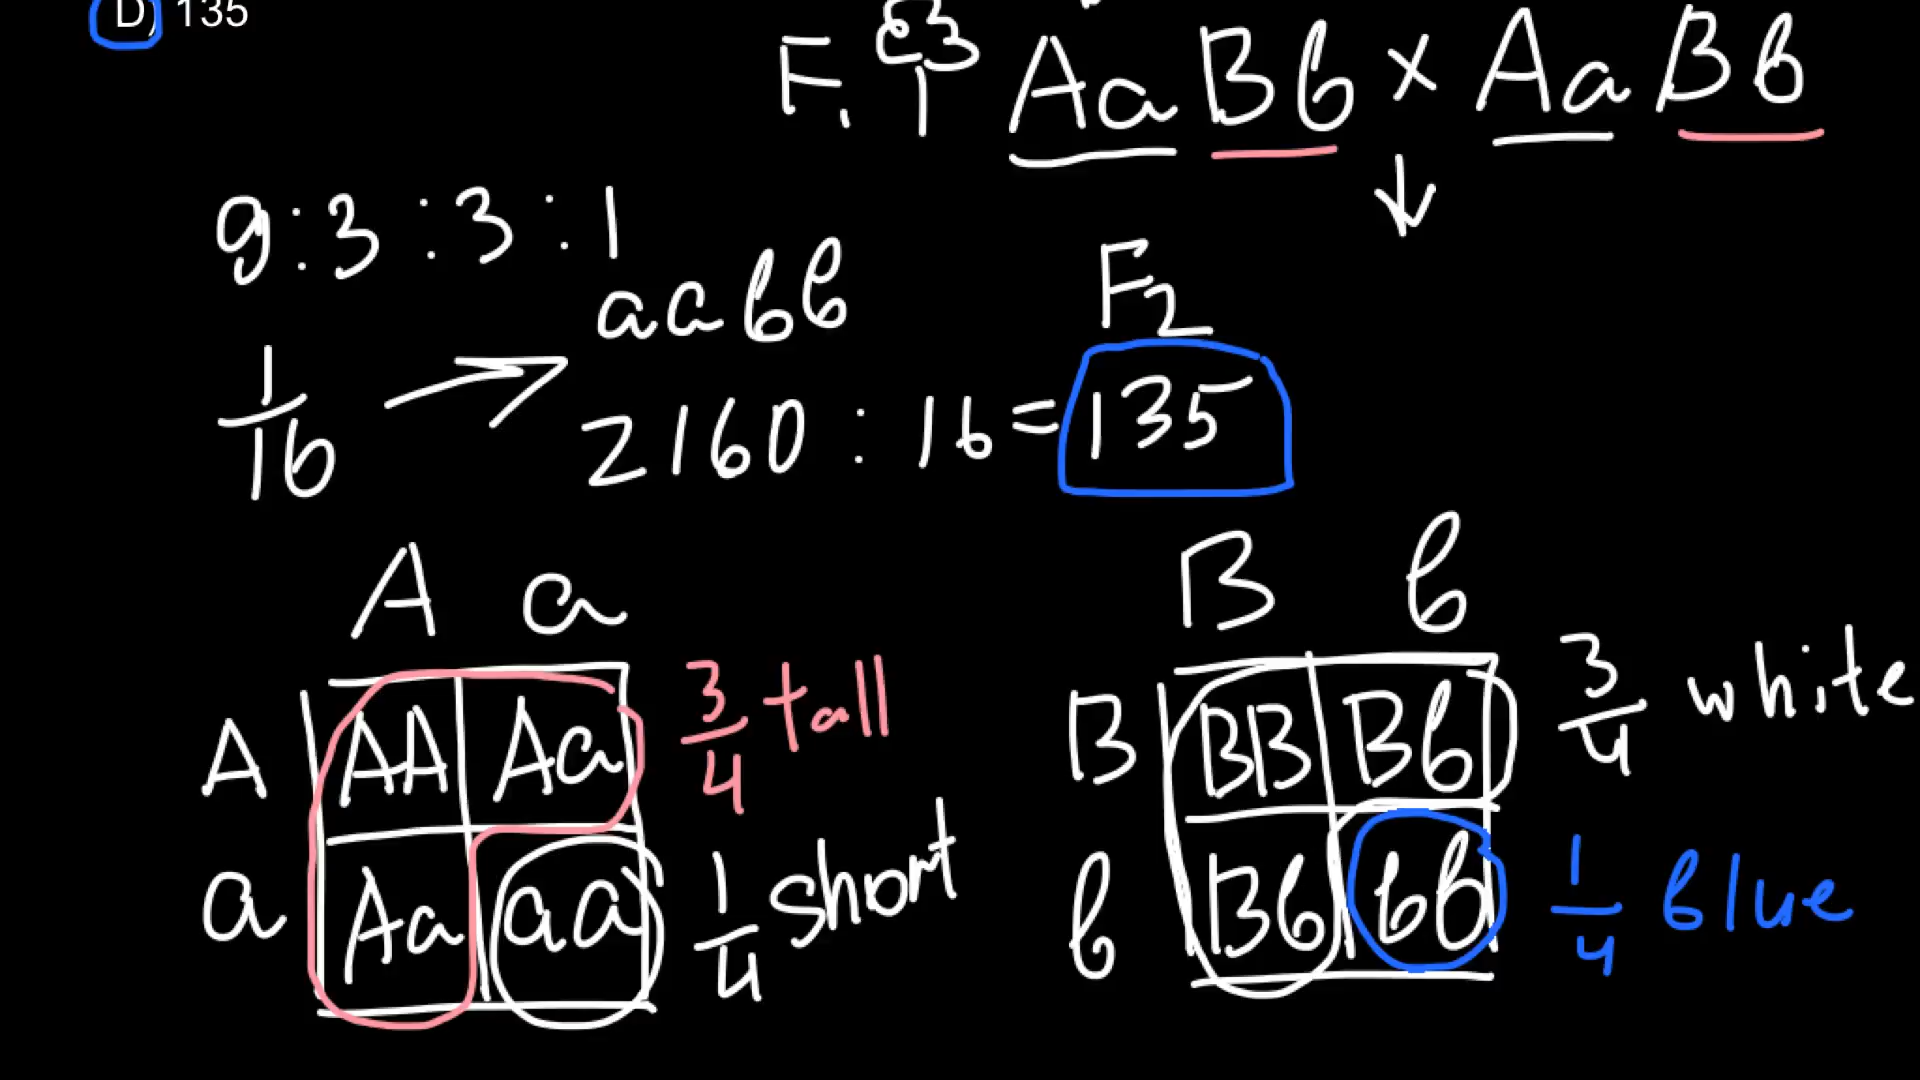 D) 135
F₁ AaBb × AaBb
9:3:3:1
aabb
F₂
1/16
2160 : 16 = 135
A a
B b
A AA Aa 3/4 tall
B BB Bb 3/4 white
a Aa aa 1/4 short
b Bb bb 1/4 blue